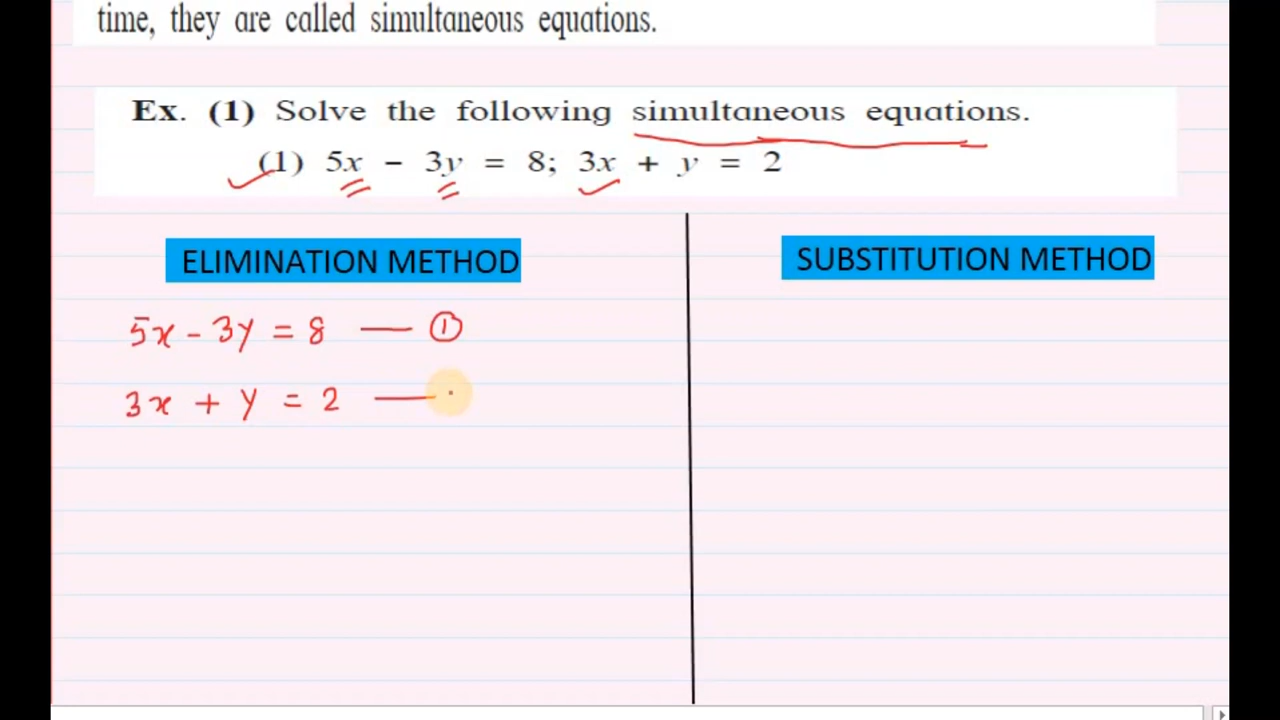 time, they are called simultaneous equations.
Ex. (1) Solve the following simultaneous equations.
(1) 5x - 3y = 8; 3x + y = 2
ELIMINATION METHOD
5x - 3y = 8 — ①
3x + y = 2 —
SUBSTITUTION METHOD